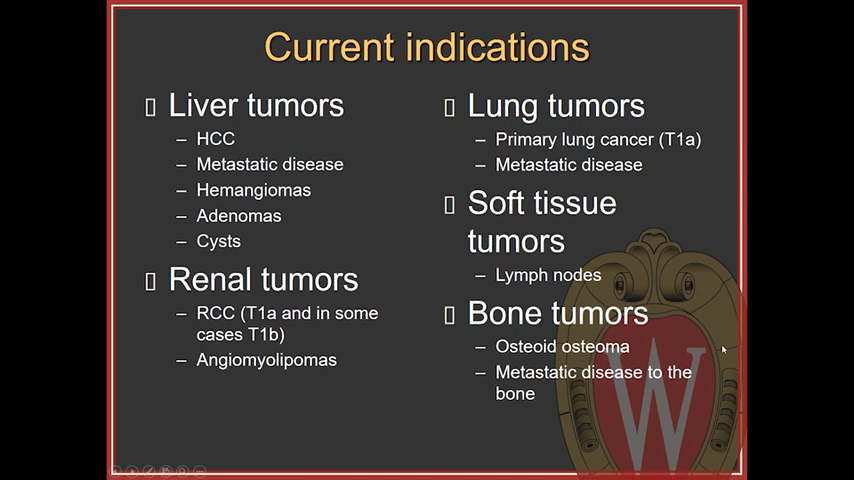 Current indications
Liver tumors
– HCC
– Metastatic disease
– Hemangiomas
– Adenomas
– Cysts
Renal tumors
– RCC (T1a and in some
cases T1b)
– Angiomyolipomas
Lung tumors
– Primary lung cancer (T1a)
– Metastatic disease
Soft tissue
tumors
– Lymph nodes
Bone tumors
– Osteoid osteoma
– Metastatic disease to the
bone
W